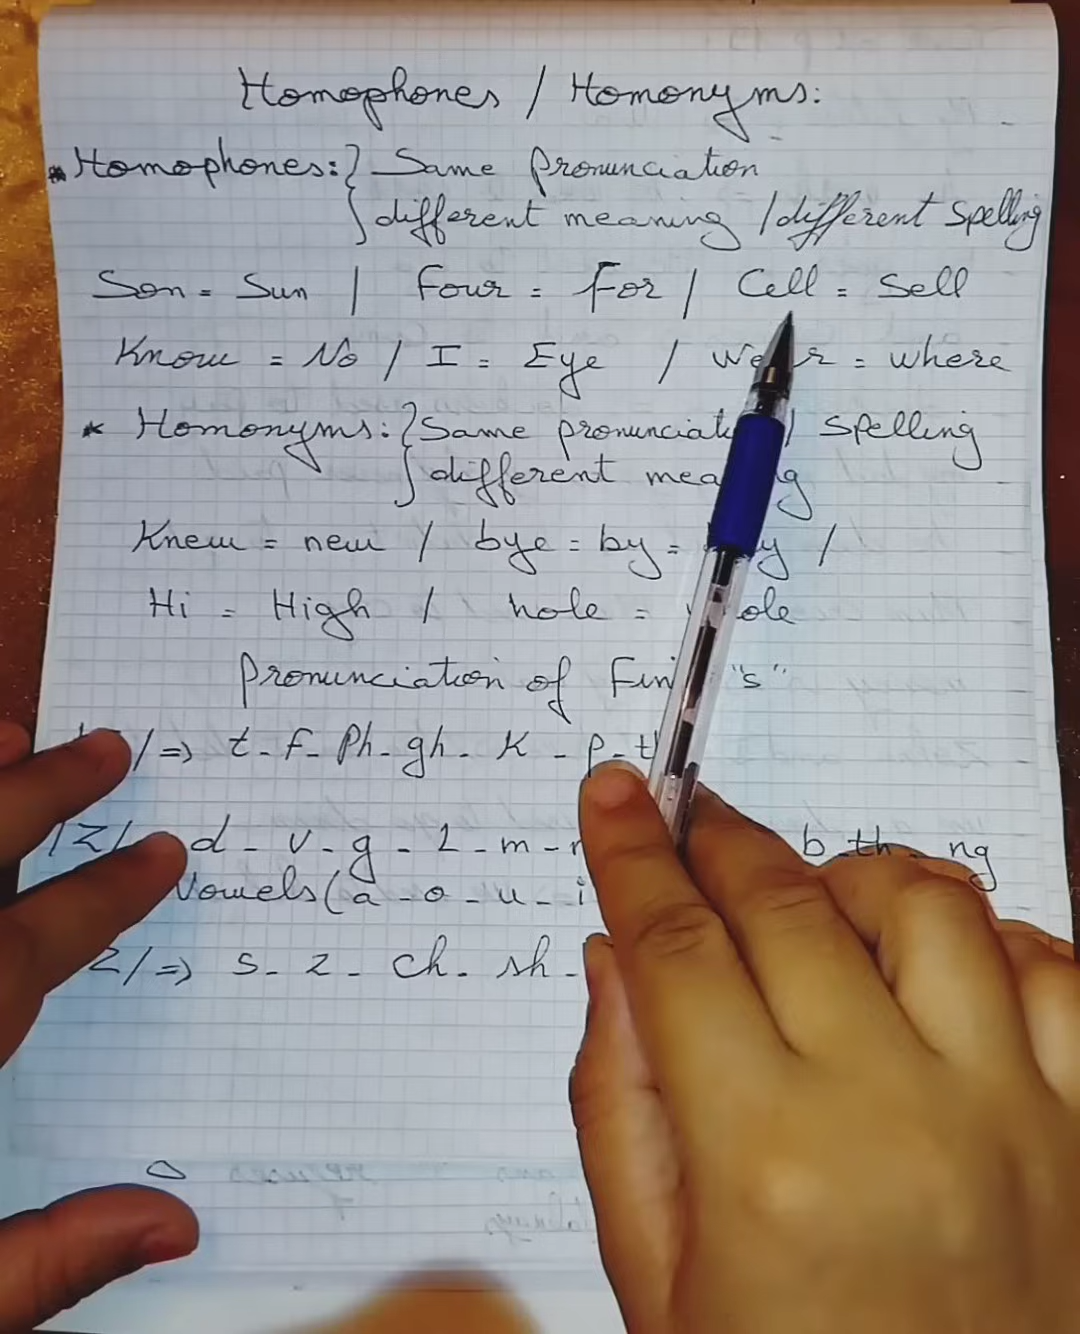 Homophones / Homonyms:
* Homophones: } Same pronunciation
different meaning / different spelling
Son = Sun / Four = For / Cell = Sell
Know = No / I = Eye / = where
* Homonyms: } Same / Spelling
different
Knew = new / bye = by = /
Hi = High / hole =
Pronunciation of "s"
/ => t - f - ph - gh - k - p -
/Z/ d - v - g - l - m - b - th - ng
Vowels (a - o - u - i
Z/ => s - z - ch - sh -